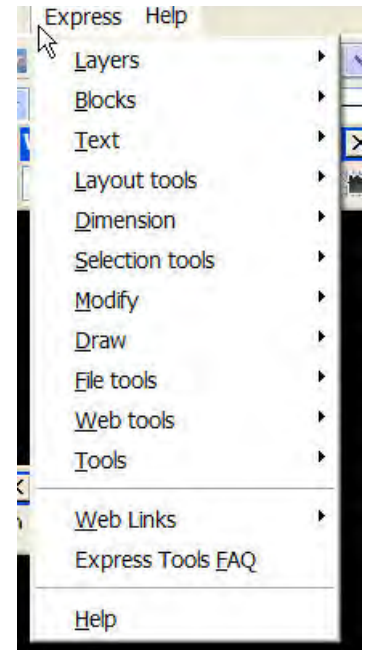 Express Help
Layers
Blocks
Text
Layout tools
Dimension
Selection tools
Modify
Draw
File tools
Web tools
Tools
Web Links
Express Tools FAQ
Help